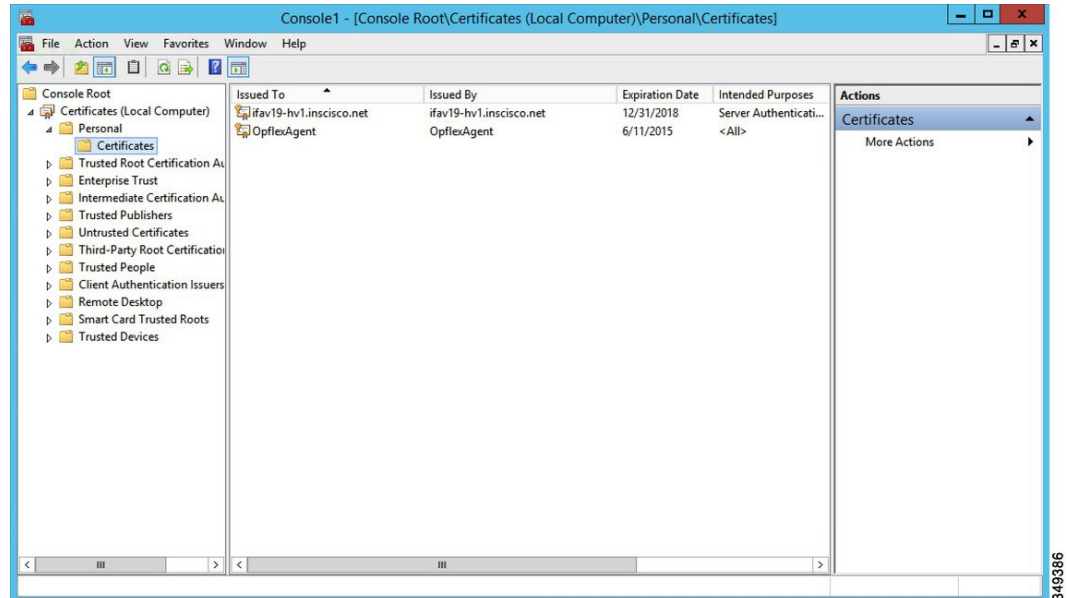 Console1 - [Console Root\Certificates (Local Computer)\Personal\Certificates]
File Action View Favorites Window Help
Console Root
Certificates (Local Computer)
Personal
Certificates
Trusted Root Certification Au
Enterprise Trust
Intermediate Certification Au
Trusted Publishers
Untrusted Certificates
Third-Party Root Certification
Trusted People
Client Authentication Issuers
Remote Desktop
Smart Card Trusted Roots
Trusted Devices
Issued To Issued By Expiration Date Intended Purposes
ifav19-hv1.inscisco.net ifav19-hv1.inscisco.net 12/31/2018 Server Authenticati...
OpflexAgent OpflexAgent 6/11/2015 <All>
Actions
Certificates
More Actions
349386